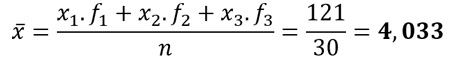 x̄ = (x₁. f₁ + x₂. f₂ + x₃. f₃) / n = 121 / 30 = 4,033